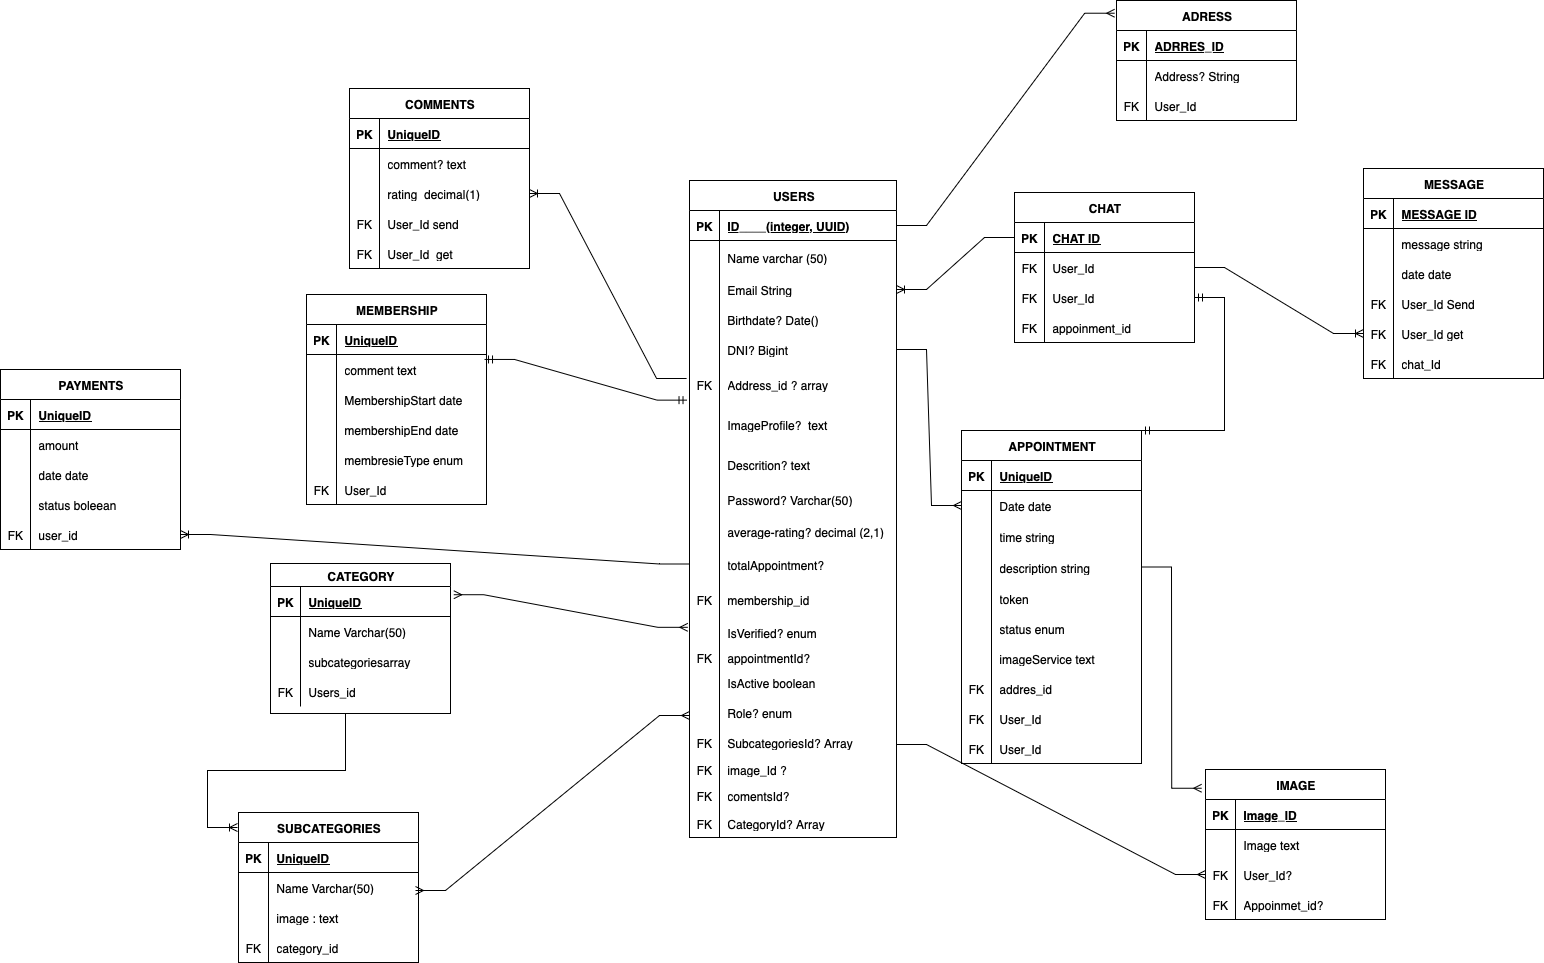 ADRESS
PK ADRRES_ID
Address? String
FK User_Id
COMMENTS
PK UniqueID
comment? text
rating decimal(1)
FK User_Id send
FK User_Id get
MESSAGE
PK MESSAGE ID
message string
date date
FK User_Id Send
FK User_Id get
FK chat_Id
USERS
PK ID____(integer, UUID)
Name varchar (50)
Email String
Birthdate? Date()
DNI? Bigint
FK Address_id ? array
ImageProfile? text
Descrition? text
Password? Varchar(50)
average-rating? decimal (2,1)
totalAppointment?
FK membership_id
IsVerified? enum
FK appointmentId?
IsActive boolean
Role? enum
FK SubcategoriesId? Array
FK image_Id ?
FK comentsId?
FK CategoryId? Array
CHAT
PK CHAT ID
FK User_Id
FK User_Id
FK appoinment_id
MEMBERSHIP
PK UniqueID
comment text
MembershipStart date
membershipEnd date
membresieType enum
FK User_Id
PAYMENTS
PK UniqueID
amount
date date
status boleean
FK user_id
APPOINTMENT
PK UniqueID
Date date
time string
description string
token
status enum
imageService text
FK addres_id
FK User_Id
FK User_Id
CATEGORY
PK UniqueID
Name Varchar(50)
subcategoriesarray
FK Users_id
IMAGE
PK Image_ID
Image text
FK User_Id?
FK Appoinmet_id?
SUBCATEGORIES
PK UniqueID
Name Varchar(50)
image : text
FK category_id